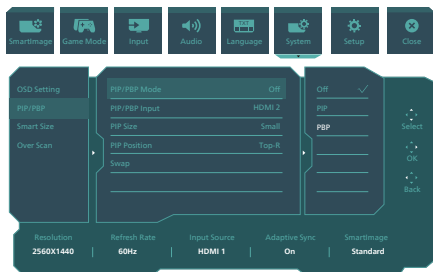 TXT
SmartImage Game Mode Input Audio Language System Setup Close
OSD Setting PIP/PBP Mode Off Off
PIP/PBP PIP/PBP Input HDMI 2 PIP
Smart Size PIP Size Small PBP
Over Scan PIP Position Top-R
Swap
Select
OK
Back
Resolution Refresh Rate Input Source Adaptive Sync SmartImage
2560X1440 60Hz HDMI 1 On Standard